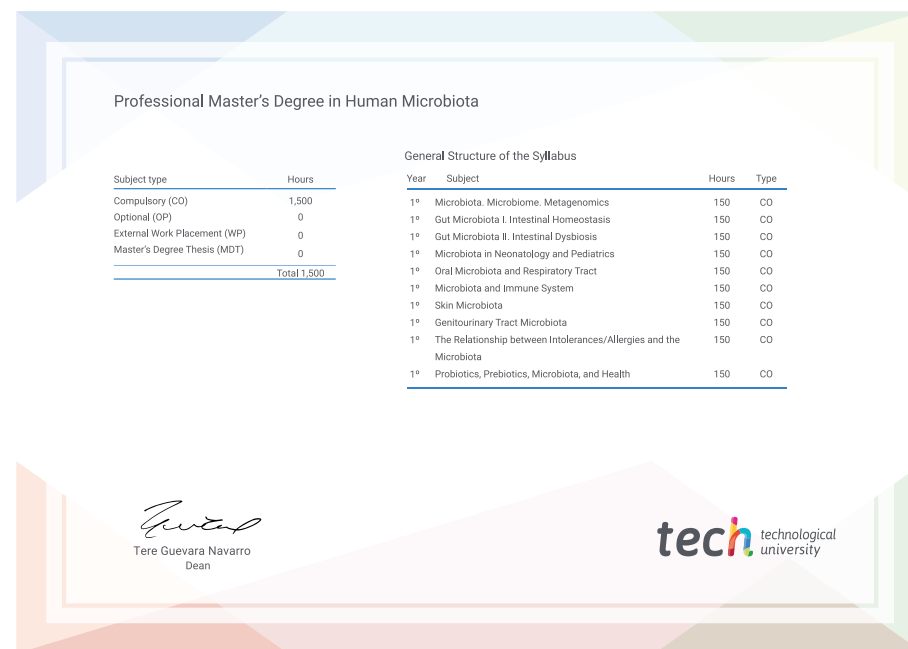 Professional Master's Degree in Human Microbiota
General Structure of the Syllabus
Subject type Hours
Compulsory (CO) 1,500
Optional (OP) 0
External Work Placement (WP) 0
Master's Degree Thesis (MDT) 0
Total 1,500
Year Subject Hours Type
1º Microbiota. Microbiome. Metagenomics 150 CO
1º Gut Microbiota I. Intestinal Homeostasis 150 CO
1º Gut Microbiota II. Intestinal Dysbiosis 150 CO
1º Microbiota in Neonatology and Pediatrics 150 CO
1º Oral Microbiota and Respiratory Tract 150 CO
1º Microbiota and Immune System 150 CO
1º Skin Microbiota 150 CO
1º Genitourinary Tract Microbiota 150 CO
1º The Relationship between Intolerances/Allergies and the 150 CO
Microbiota
1º Probiotics, Prebiotics, Microbiota, and Health 150 CO
Tere Guevara Navarro
Dean
tech technological
university